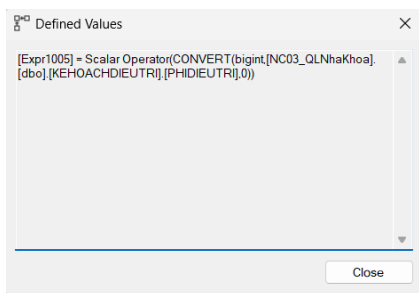 Defined Values
[Expr1005] = Scalar Operator(CONVERT(bigint,[NC03_QLNhaKhoa].
[dbo].[KEHOACHDIEUTRI].[PHIDIEUTRI],0))
Close